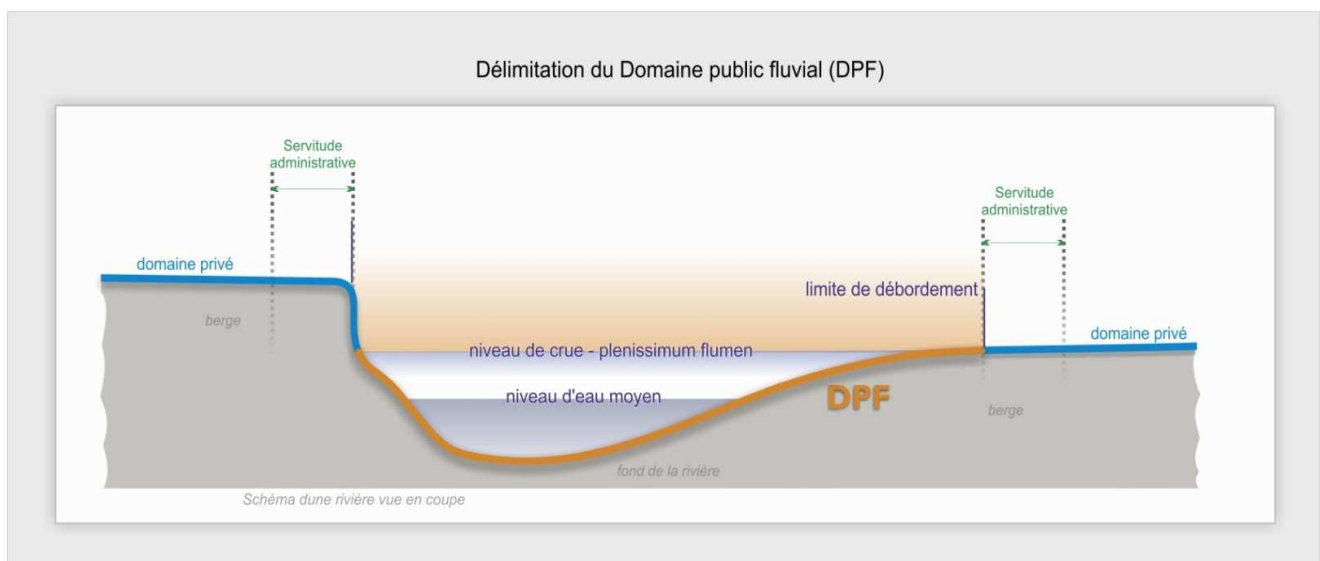 Délimitation du Domaine public fluvial (DPF)
Servitude
administrative
Servitude
administrative
domaine privé
limite de débordement
berge
domaine privé
niveau de crue - plenissimum flumen
niveau d'eau moyen
DPF
berge
fond de la rivière
Schéma dune rivière vue en coupe